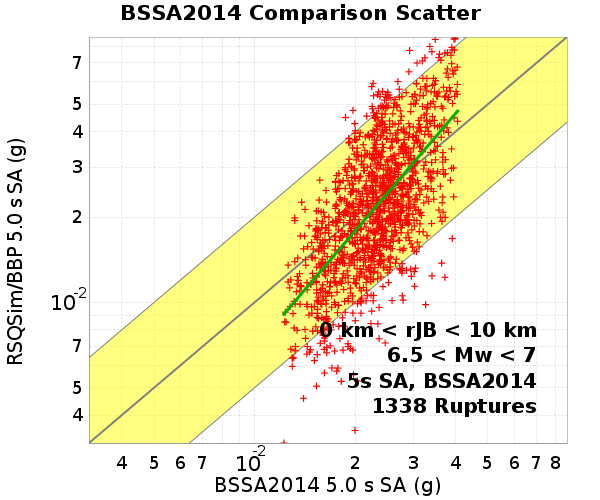 BSSA2014 Comparison Scatter
RSQSim/BBP 5.0 s SA (g)
7
5
4
3
2
10-2
7
5
4
0 km < rJB < 10 km
6.5 < Mw < 7
5s SA, BSSA2014
1338 Ruptures
4 5 6 7 10-2 2 3 4 5 6 7 8
BSSA2014 5.0 s SA (g)